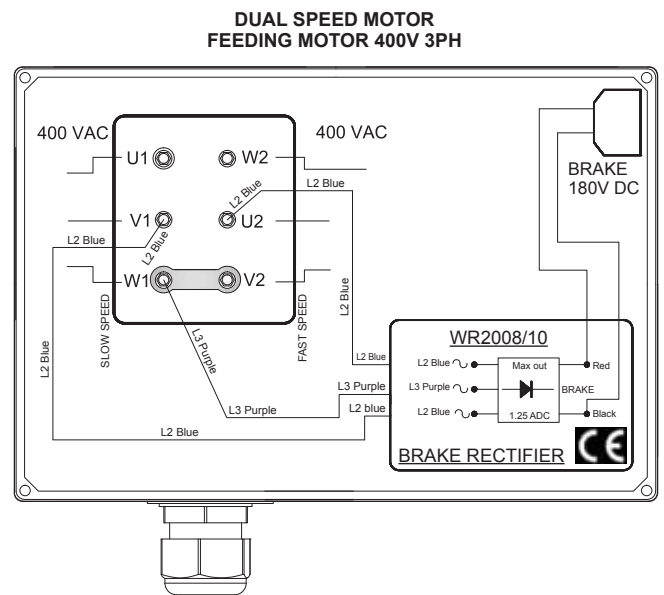 DUAL SPEED MOTOR
FEEDING MOTOR 400V 3PH
400 VAC
400 VAC
U1
W2
L2 Blue
L2 Blue
V1
U2
L2 Blue
L2 Blue
W1
V2
SLOW SPEED
FAST SPEED
L2 Blue
L2 Blue
L3 Purple
L3 Purple
L2 Blue
BRAKE
180V DC
L2 Blue
L3 Purple
L2 blue
WR2008/10
L2 Blue
Max out
Red
L3 Purple
BRAKE
L2 Blue
1.25 ADC
Black
BRAKE RECTIFIER
CE